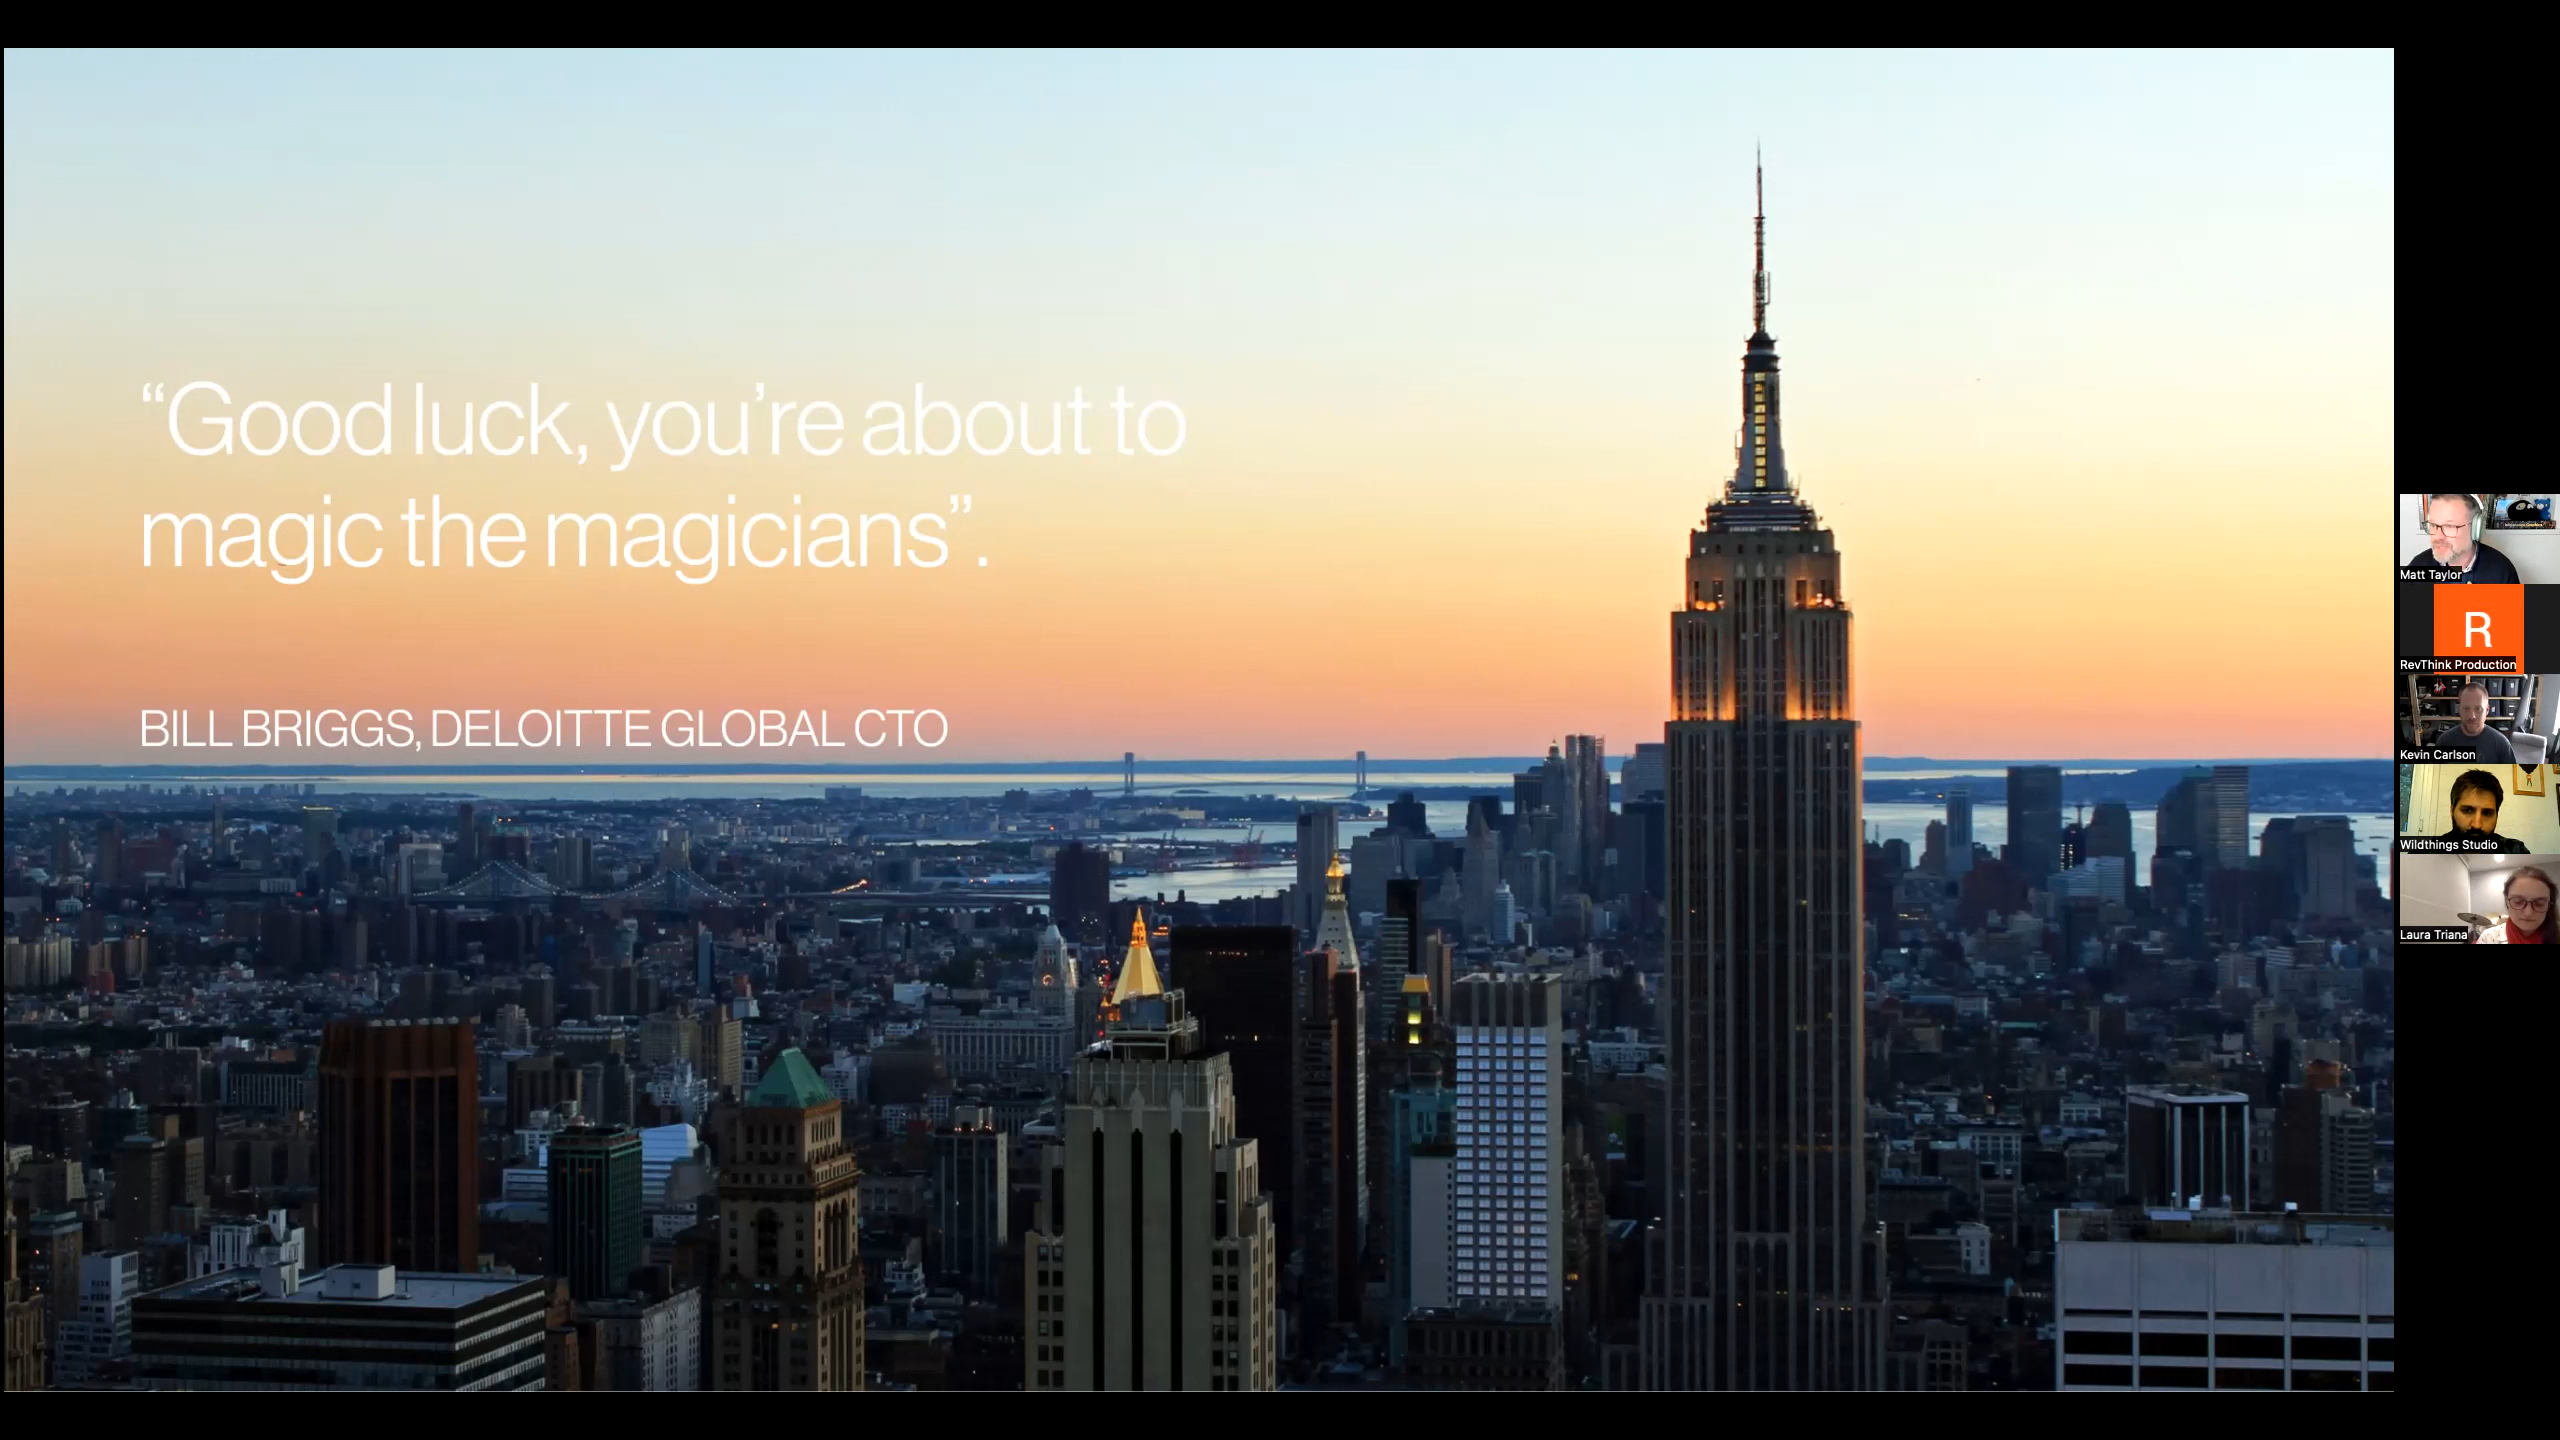 “Good luck, you’re about to
magic the magicians”.
BILL BRIGGS, DELOITTE GLOBAL CTO
Matt Taylor
R
RevThink Production
Kevin Carlson
Wildthings Studio
Laura Triana